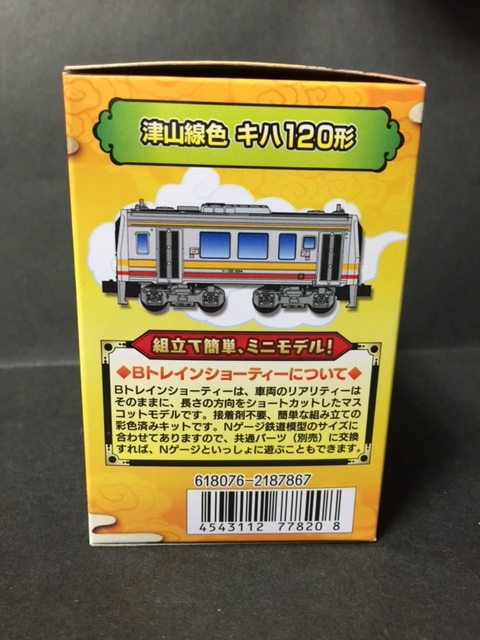 津山線色 キハ120形
組立て簡単、ミニモデル!
◆Bトレインショーティーについて◆
Bトレインショーティーは、車両のリアリティーは
そのままに、長さの方向をショートカットしたマス
コットモデルです。接着剤不要、簡単な組み立ての
彩色済みキットです。Nゲージ鉄道模型のサイズに
合わせてありますので、共通パーツ（別売）に交換
すれば、Nゲージといっしょに遊ぶこともできます。
618076-2187867
4543112 77820 8